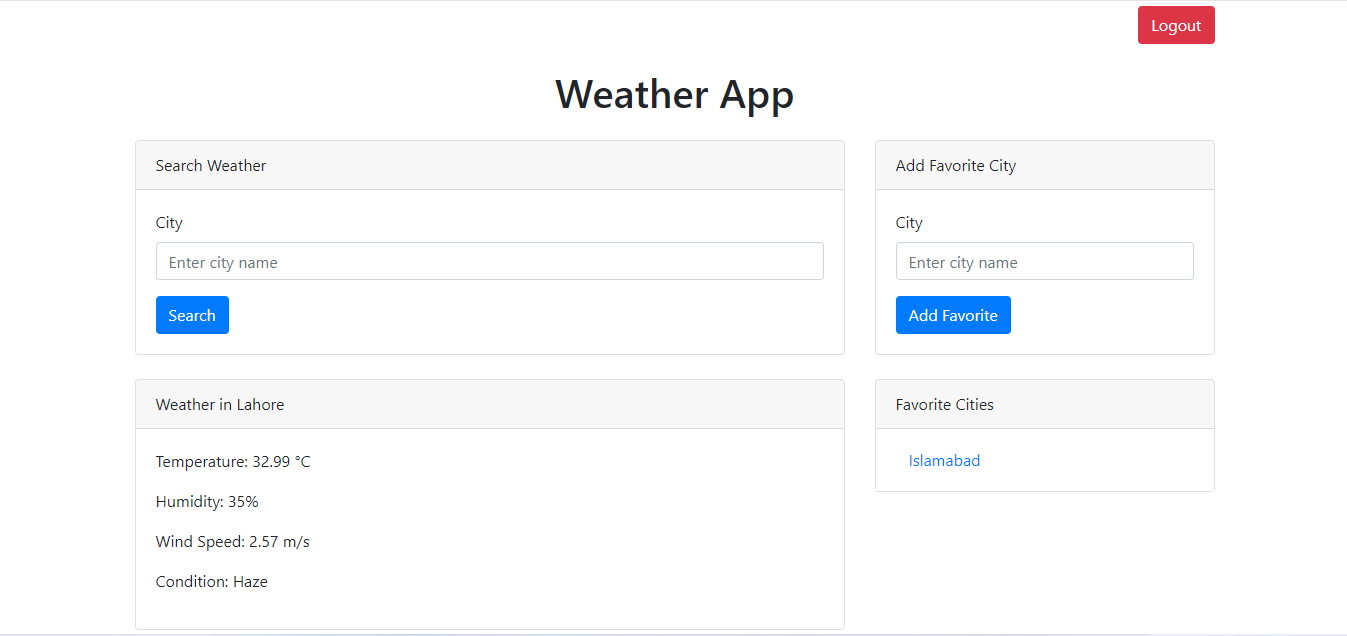 Logout
Weather App
Search Weather
City
Enter city name
Search
Add Favorite City
City
Enter city name
Add Favorite
Weather in Lahore
Temperature: 32.99 °C
Humidity: 35%
Wind Speed: 2.57 m/s
Condition: Haze
Favorite Cities
Islamabad